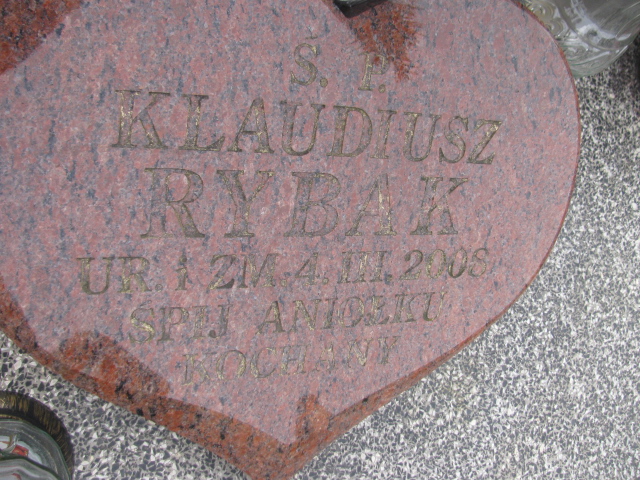 Ś. P.
KLAUDIUSZ
RYBAK
UR. I ZM. 4. III. 2008
ŚPIJ ANIOŁKU
KOCHANY